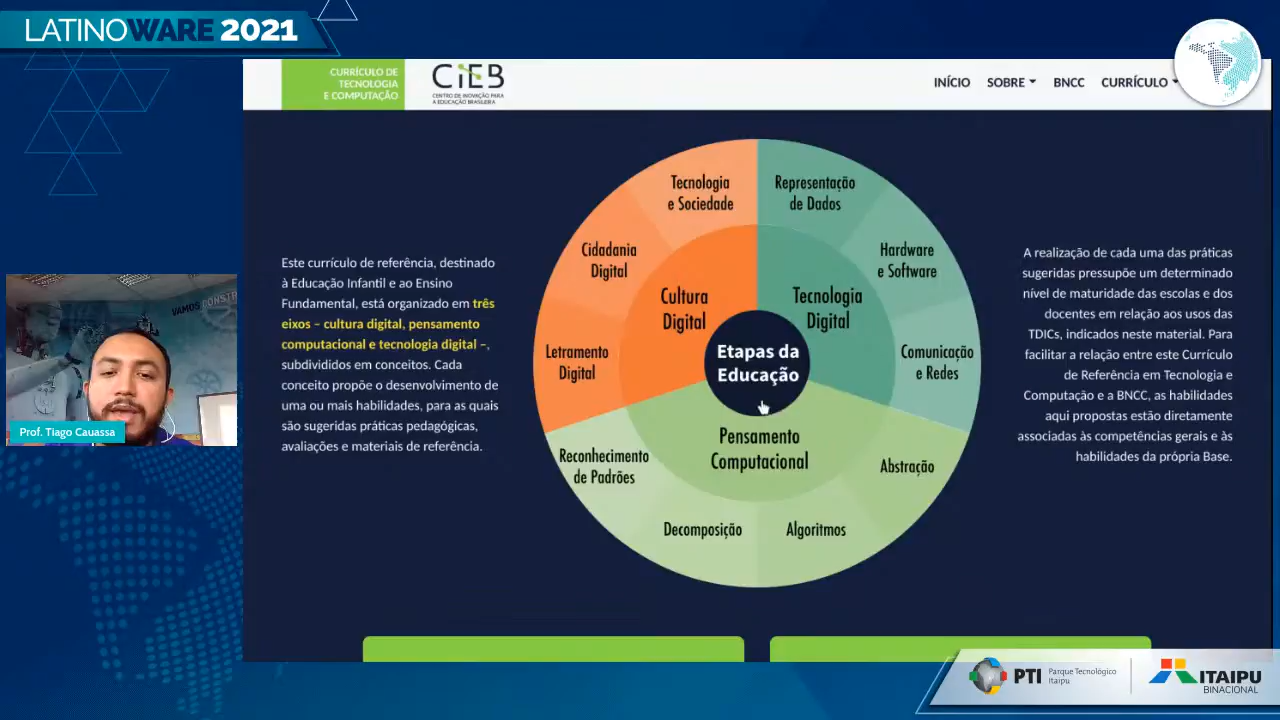 LATINOWARE 2021
CURRÍCULO DE
TECNOLOGIA
E COMPUTAÇÃO
CIEB
CENTRO DE INOVAÇÃO PARA
A EDUCAÇÃO BRASILEIRA
INÍCIO SOBRE BNCC CURRÍCULO
Este currículo de referência, destinado
à Educação Infantil e ao Ensino
Fundamental, está organizado em três
eixos – cultura digital, pensamento
computacional e tecnologia digital –,
subdivididos em conceitos. Cada
conceito propõe o desenvolvimento de
uma ou mais habilidades, para as quais
são sugeridas práticas pedagógicas,
avaliações e materiais de referência.
Tecnologia
e Sociedade
Representação
de Dados
Cidadania
Digital
Hardware
e Software
Cultura
Digital
Tecnologia
Digital
Letramento
Digital
Etapas da
Educação
Comunicação
e Redes
Pensamento
Computacional
Reconhecimento
de Padrões
Abstração
Decomposição
Algoritmos
A realização de cada uma das práticas
sugeridas pressupõe um determinado
nível de maturidade das escolas e dos
docentes em relação aos usos das
TDICs, indicados neste material. Para
facilitar a relação entre este Currículo
de Referência em Tecnologia e
Computação e a BNCC, as habilidades
aqui propostas estão diretamente
associadas às competências gerais e às
habilidades da própria Base.
VAMOS CONSTR
Prof. Tiago Cauassa
PTI Parque Tecnológico
Itaipu
ITAIPU
BINACIONAL